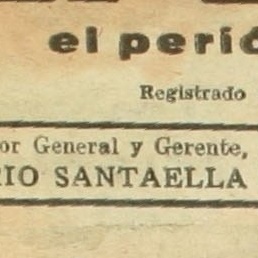 el perió
Registrado
or General y Gerente,
RIO SANTAELLA